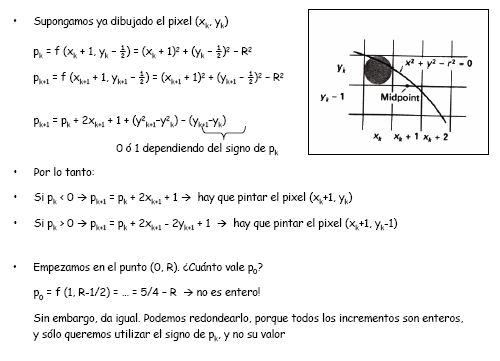 • Supongamos ya dibujado el pixel (xₖ, yₖ)
pₖ = f (xₖ + 1, yₖ – ½) = (xₖ + 1)² + (yₖ – ½)² – R²
pₖ₊₁ = f (xₖ₊₁ + 1, yₖ₊₁ – ½) = (xₖ₊₁ + 1)² + (yₖ₊₁ – ½)² – R²
pₖ₊₁ = pₖ + 2xₖ₊₁ + 1 + (y²ₖ₊₁–y²ₖ) – (yₖ₊₁–yₖ)
0 ó 1 dependiendo del signo de pₖ
• Por lo tanto:
• Si pₖ < 0 → pₖ₊₁ = pₖ + 2xₖ₊₁ + 1 → hay que pintar el pixel (xₖ+1, yₖ)
• Si pₖ > 0 → pₖ₊₁ = pₖ + 2xₖ₊₁ – 2yₖ₊₁ + 1 → hay que pintar el pixel (xₖ+1, yₖ-1)
• Empezamos en el punto (0, R). ¿Cuánto vale p₀?
p₀ = f (1, R-1/2) = ... = 5/4 – R → no es entero!
Sin embargo, da igual. Podemos redondearlo, porque todos los incrementos son enteros,
y sólo queremos utilizar el signo de pₖ, y no su valor
x² + y² – r² = 0
yₖ
yₖ – 1
Midpoint
xₖ xₖ + 1 xₖ + 2